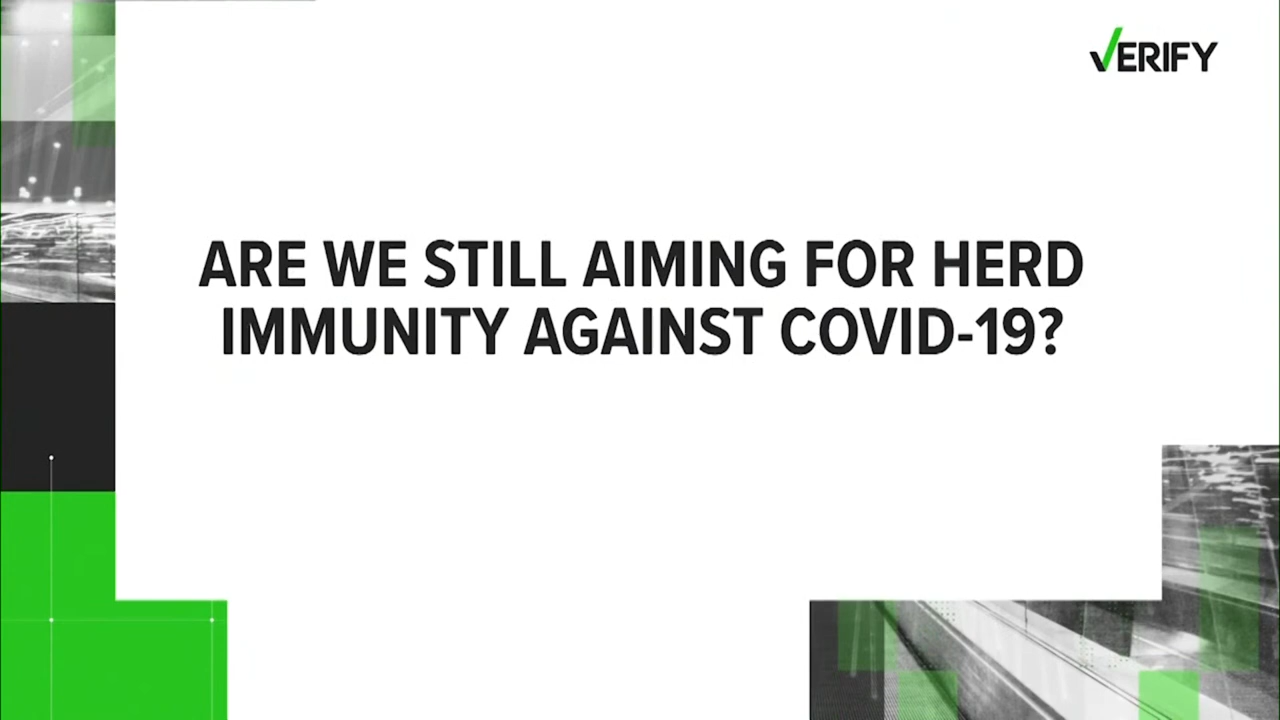 VERIFY
ARE WE STILL AIMING FOR HERD
IMMUNITY AGAINST COVID-19?